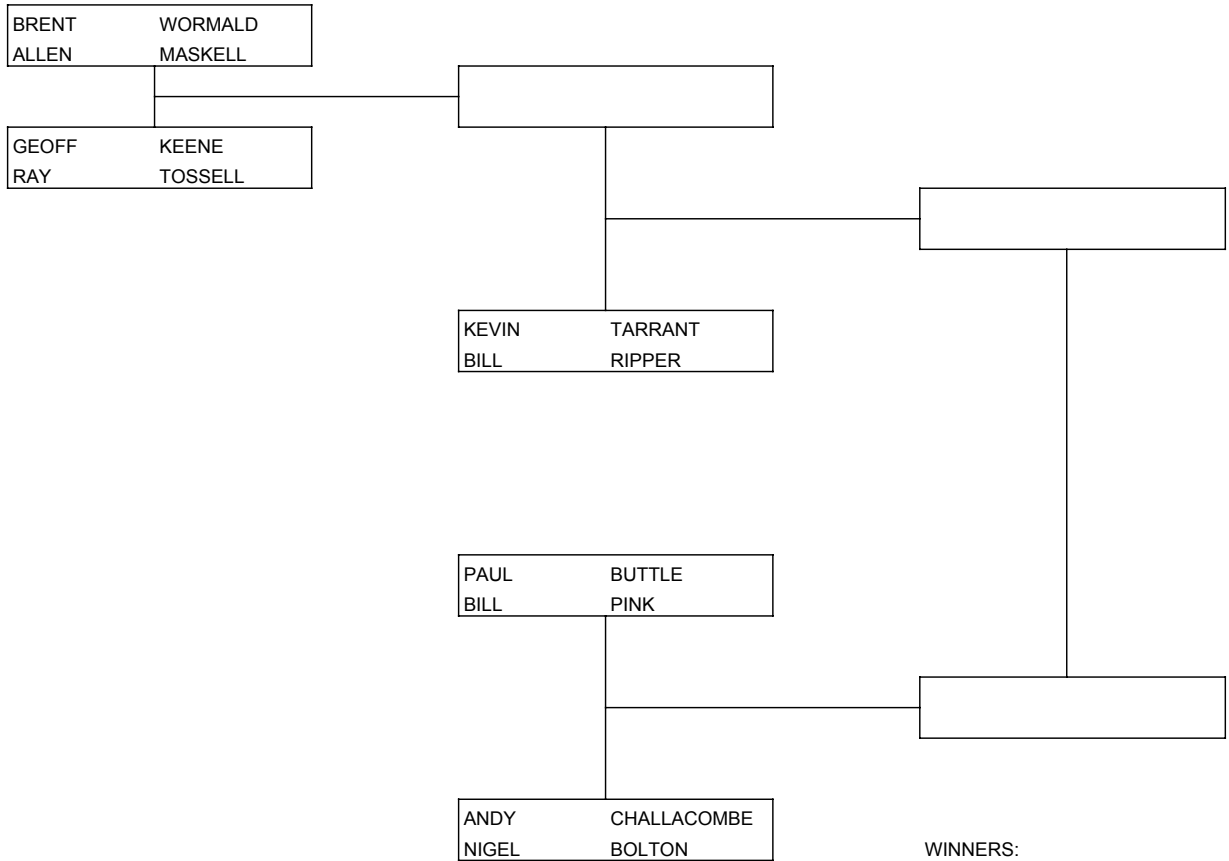 BRENT WORMALD
ALLEN MASKELL
GEOFF KEENE
RAY TOSSELL
KEVIN TARRANT
BILL RIPPER
PAUL BUTTLE
BILL PINK
ANDY CHALLACOMBE
NIGEL BOLTON
WINNERS: